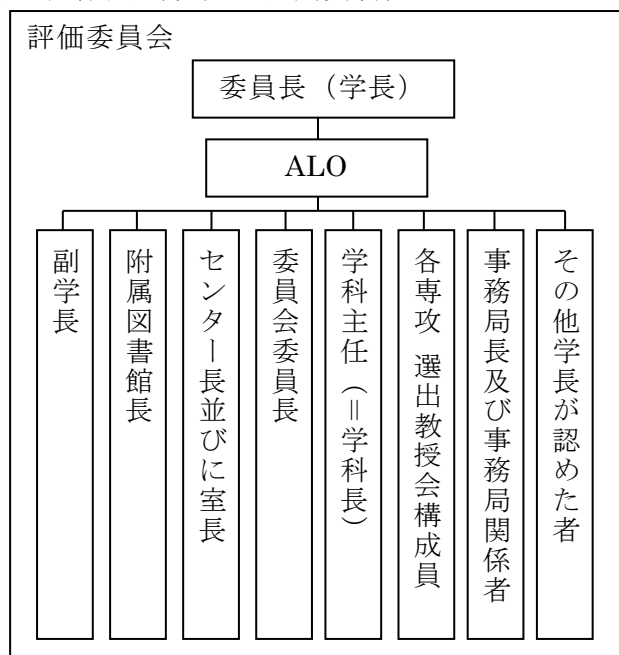 評価委員会
委員長（学長）
ALO
副学長
附属図書館長
センター長並びに室長
委員会委員長
学科主任（＝学科長）
各専攻 選出教授会構成員
事務局長及び事務局関係者
その他学長が認めた者